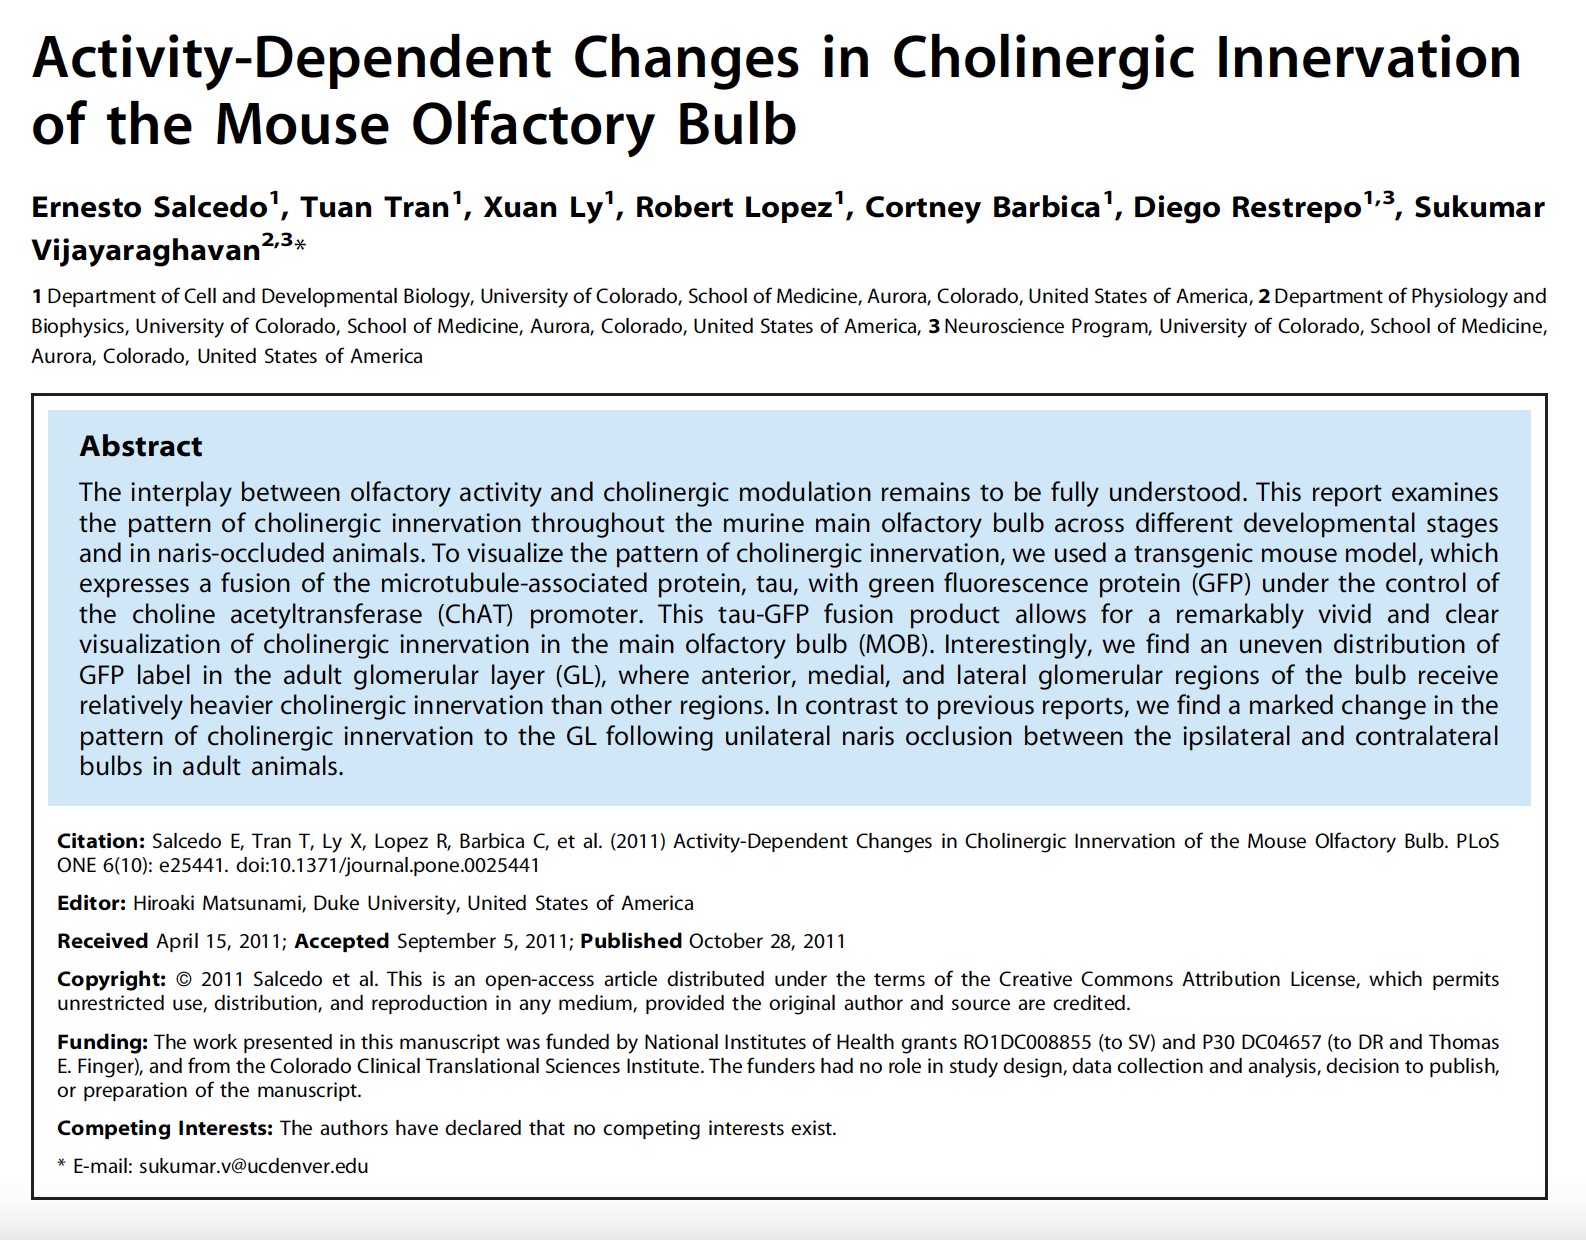 Activity-Dependent Changes in Cholinergic Innervation
of the Mouse Olfactory Bulb
Ernesto Salcedo1, Tuan Tran1, Xuan Ly1, Robert Lopez1, Cortney Barbica1, Diego Restrepo1,3, Sukumar
Vijayaraghavan2,3*
1 Department of Cell and Developmental Biology, University of Colorado, School of Medicine, Aurora, Colorado, United States of America, 2 Department of Physiology and
Biophysics, University of Colorado, School of Medicine, Aurora, Colorado, United States of America, 3 Neuroscience Program, University of Colorado, School of Medicine,
Aurora, Colorado, United States of America
Abstract
The interplay between olfactory activity and cholinergic modulation remains to be fully understood. This report examines
the pattern of cholinergic innervation throughout the murine main olfactory bulb across different developmental stages
and in naris-occluded animals. To visualize the pattern of cholinergic innervation, we used a transgenic mouse model, which
expresses a fusion of the microtubule-associated protein, tau, with green fluorescence protein (GFP) under the control of
the choline acetyltransferase (ChAT) promoter. This tau-GFP fusion product allows for a remarkably vivid and clear
visualization of cholinergic innervation in the main olfactory bulb (MOB). Interestingly, we find an uneven distribution of
GFP label in the adult glomerular layer (GL), where anterior, medial, and lateral glomerular regions of the bulb receive
relatively heavier cholinergic innervation than other regions. In contrast to previous reports, we find a marked change in the
pattern of cholinergic innervation to the GL following unilateral naris occlusion between the ipsilateral and contralateral
bulbs in adult animals.
Citation: Salcedo E, Tran T, Ly X, Lopez R, Barbica C, et al. (2011) Activity-Dependent Changes in Cholinergic Innervation of the Mouse Olfactory Bulb. PLoS
ONE 6(10): e25441. doi:10.1371/journal.pone.0025441
Editor: Hiroaki Matsunami, Duke University, United States of America
Received April 15, 2011; Accepted September 5, 2011; Published October 28, 2011
Copyright: © 2011 Salcedo et al. This is an open-access article distributed under the terms of the Creative Commons Attribution License, which permits
unrestricted use, distribution, and reproduction in any medium, provided the original author and source are credited.
Funding: The work presented in this manuscript was funded by National Institutes of Health grants RO1DC008855 (to SV) and P30 DC04657 (to DR and Thomas
E. Finger), and from the Colorado Clinical Translational Sciences Institute. The funders had no role in study design, data collection and analysis, decision to publish,
or preparation of the manuscript.
Competing Interests: The authors have declared that no competing interests exist.
* E-mail: sukumar.v@ucdenver.edu